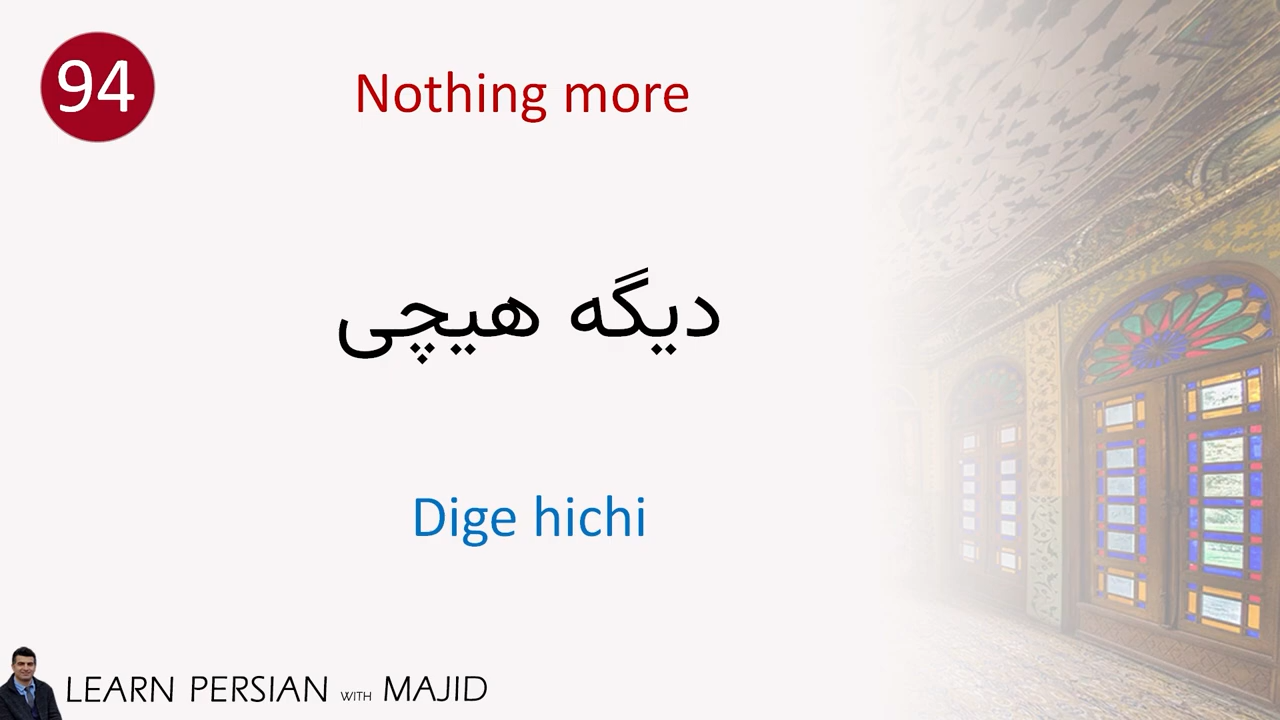 94
Nothing more
دیگه هیچی
Dige hichi
LEARN PERSIAN WITH MAJID